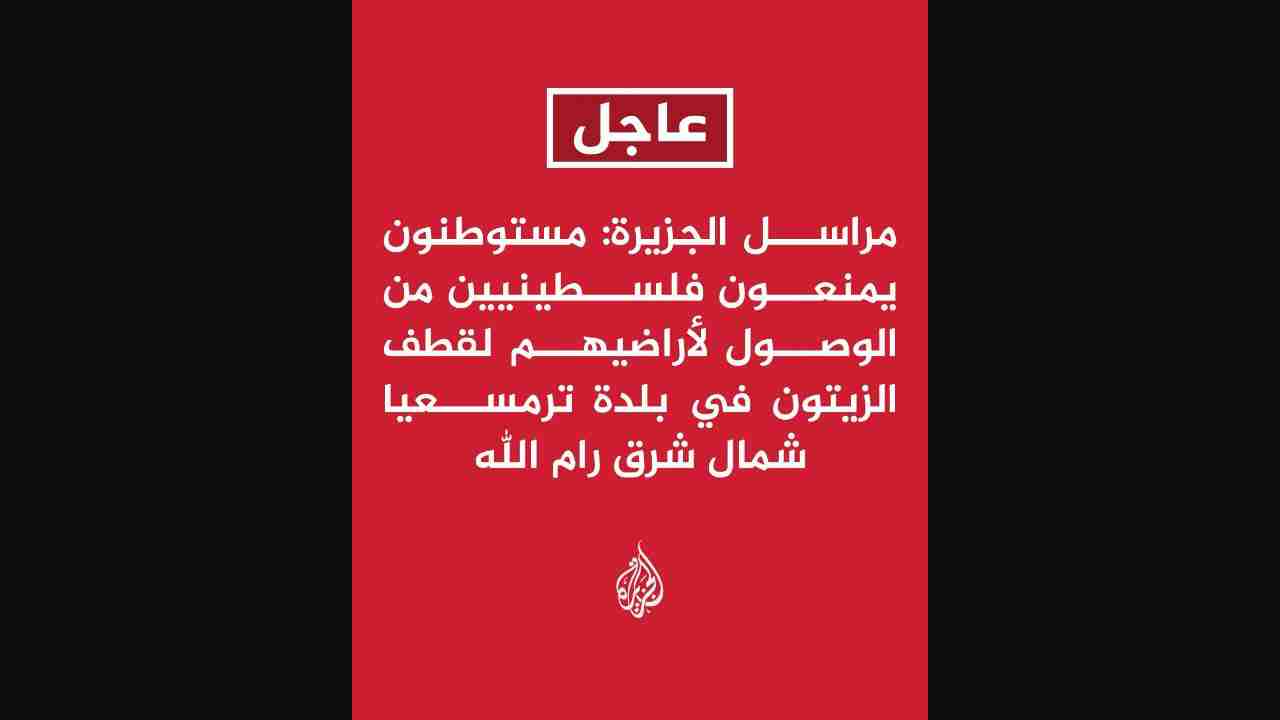 عاجل
مراسل الجزيرة: مستوطنون
يمنعون فلسطينيين من
الوصول لأراضيهم لقطف
الزيتون في بلدة ترمسعيا
شمال شرق رام الله
الجزيرة